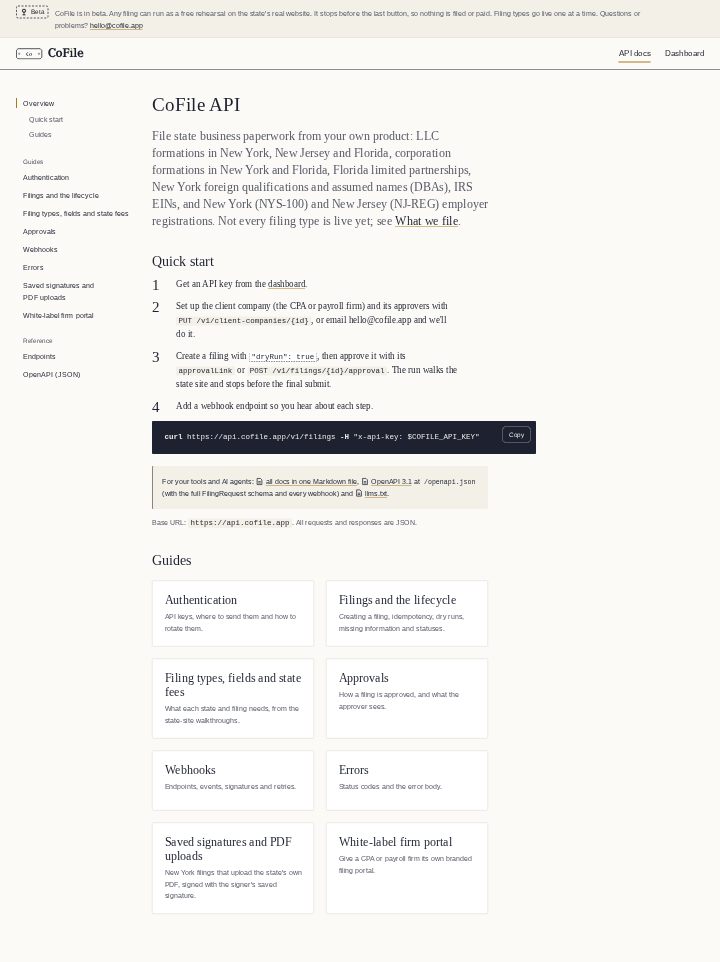 Beta
CoFile is in beta. Any filing can run as a free rehearsal on the state's real website. It stops before the last button, so nothing is filed or paid. Filing types go live one at a time. Questions or
problems? hello@cofile.app
Co CoFile
API docs Dashboard
Overview
Quick start
Guides
Guides
Authentication
Filings and the lifecycle
Filing types, fields and state fees
Approvals
Webhooks
Errors
Saved signatures and
PDF uploads
White-label firm portal
Reference
Endpoints
OpenAPI (JSON)
CoFile API
File state business paperwork from your own product: LLC
formations in New York, New Jersey and Florida, corporation
formations in New York and Florida, Florida limited partnerships,
New York foreign qualifications and assumed names (DBAs), IRS
EINs, and New York (NYS-100) and New Jersey (NJ-REG) employer
registrations. Not every filing type is live yet; see What we file.
Quick start
1 Get an API key from the dashboard.
2 Set up the client company (the CPA or payroll firm) and its approvers with
PUT /v1/client-companies/{id}, or email hello@cofile.app and we'll
do it.
3 Create a filing with "dryRun": true, then approve it with its
approvalLink or POST /v1/filings/{id}/approval. The run walks the
state site and stops before the final submit.
4 Add a webhook endpoint so you hear about each step.
curl https://api.cofile.app/v1/filings -H "x-api-key: $COFILE_API_KEY"
Copy
For your tools and AI agents: all docs in one Markdown file, OpenAPI 3.1 at /openapi.json
(with the full FilingRequest schema and every webhook) and llms.txt.
Base URL: https://api.cofile.app. All requests and responses are JSON.
Guides
Authentication
API keys, where to send them and how to
rotate them.
Filings and the lifecycle
Creating a filing, idempotency, dry runs,
missing information and statuses.
Filing types, fields and state
fees
What each state and filing needs, from the
state-site walkthroughs.
Approvals
How a filing is approved, and what the
approver sees.
Webhooks
Endpoints, events, signatures and retries.
Errors
Status codes and the error body.
Saved signatures and PDF
uploads
New York filings that upload the state's own
PDF, signed with the signer's saved
signature.
White-label firm portal
Give a CPA or payroll firm its own branded
filing portal.